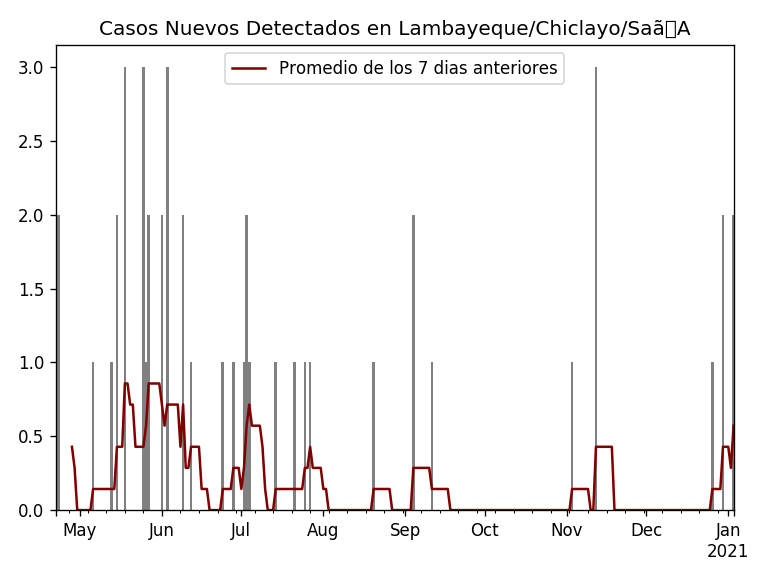 Casos Nuevos Detectados en Lambayeque/Chiclayo/Saã▯A
Promedio de los 7 dias anteriores
3.0
2.5
2.0
1.5
1.0
0.5
0.0
May Jun Jul Aug Sep Oct Nov Dec Jan
2021